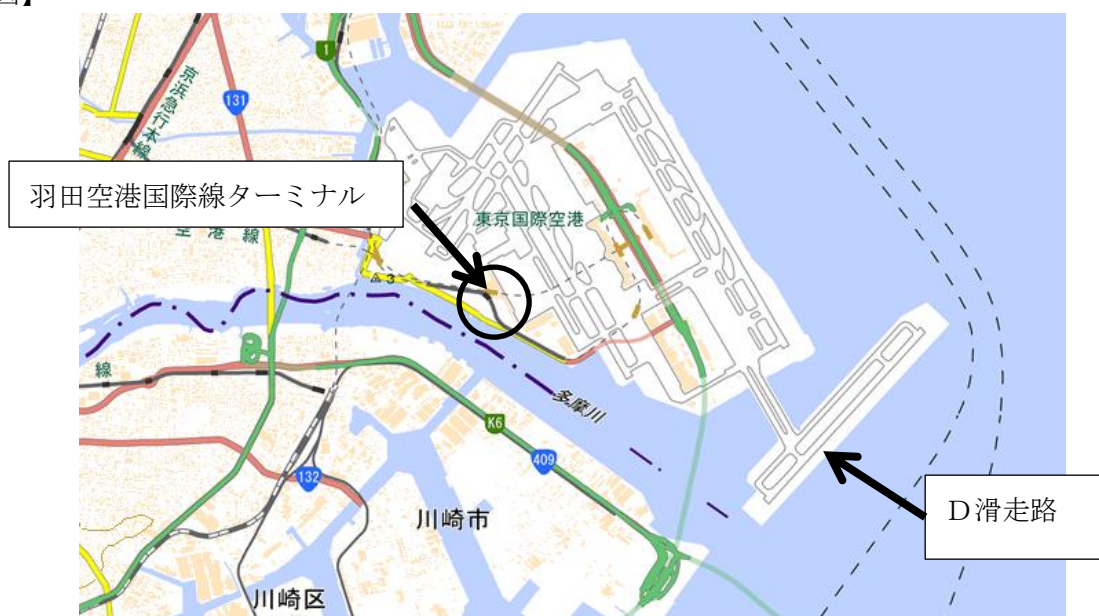 図】
1
131
京浜急行本線
羽田空港国際線ターミナル
東京国際空港
空港線
3
多摩川
線
K6
409
132
D滑走路
川崎市
川崎区